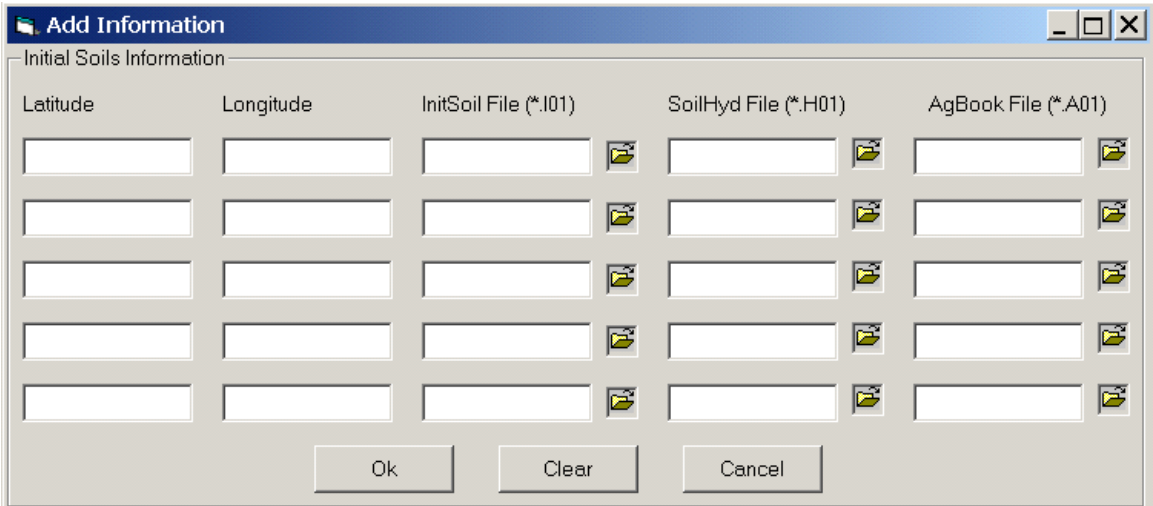 Add Information
Initial Soils Information
Latitude Longitude InitSoil File (*.I01) SoilHyd File (*.H01) AgBook File (*.A01)
Ok Clear Cancel